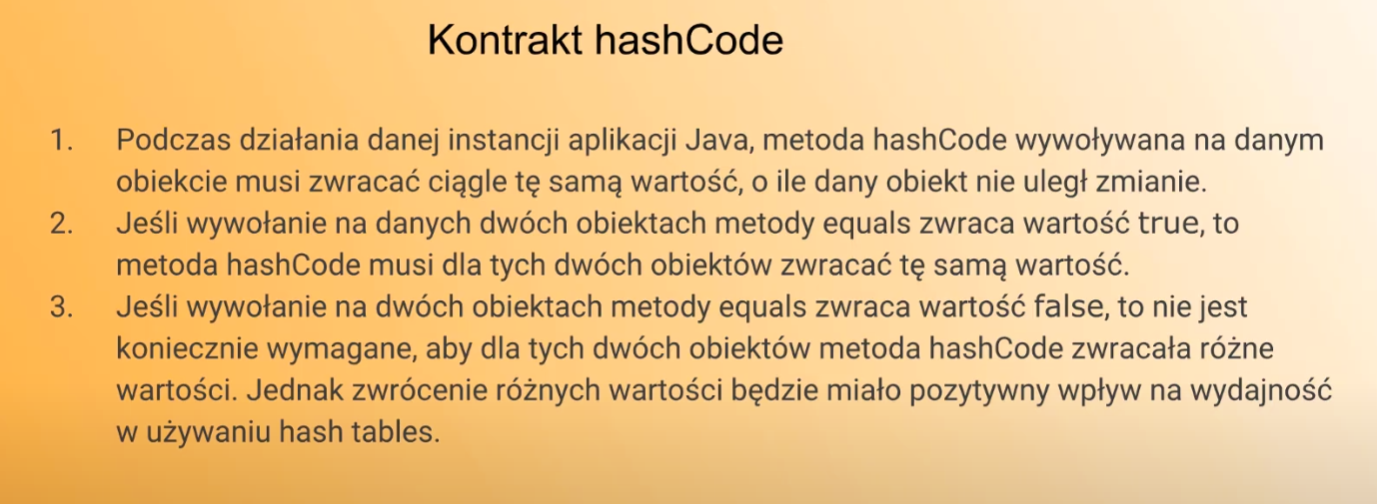 Kontrakt hashCode
1. Podczas działania danej instancji aplikacji Java, metoda hashCode wywoływana na danym
obiekcie musi zwracać ciągle tę samą wartość, o ile dany obiekt nie uległ zmianie.
2. Jeśli wywołanie na danych dwóch obiektach metody equals zwraca wartość true, to
metoda hashCode musi dla tych dwóch obiektów zwracać tę samą wartość.
3. Jeśli wywołanie na dwóch obiektach metody equals zwraca wartość false, to nie jest
koniecznie wymagane, aby dla tych dwóch obiektów metoda hashCode zwracała różne
wartości. Jednak zwrócenie różnych wartości będzie miało pozytywny wpływ na wydajność
w używaniu hash tables.